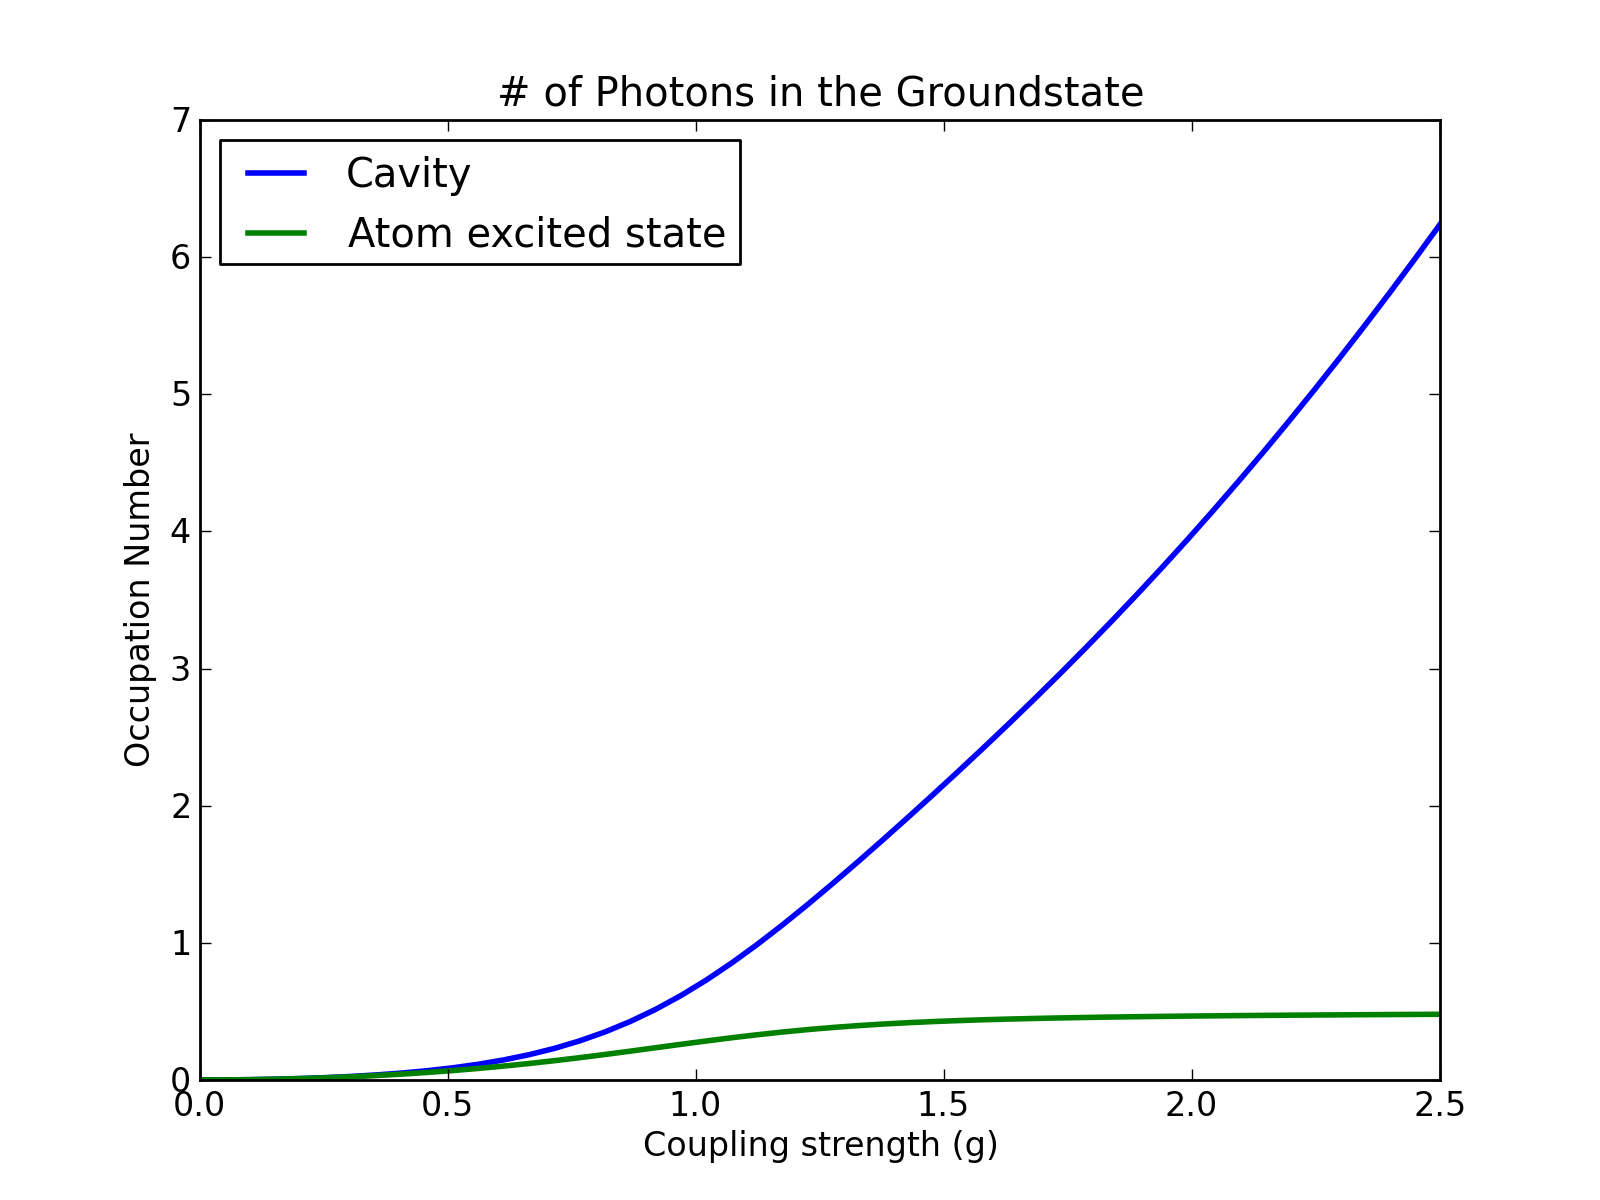 # of Photons in the Groundstate
7
Cavity
Atom excited state
6
5
4
3
2
1
0
Occupation Number
0.0 0.5 1.0 1.5 2.0 2.5
Coupling strength (g)